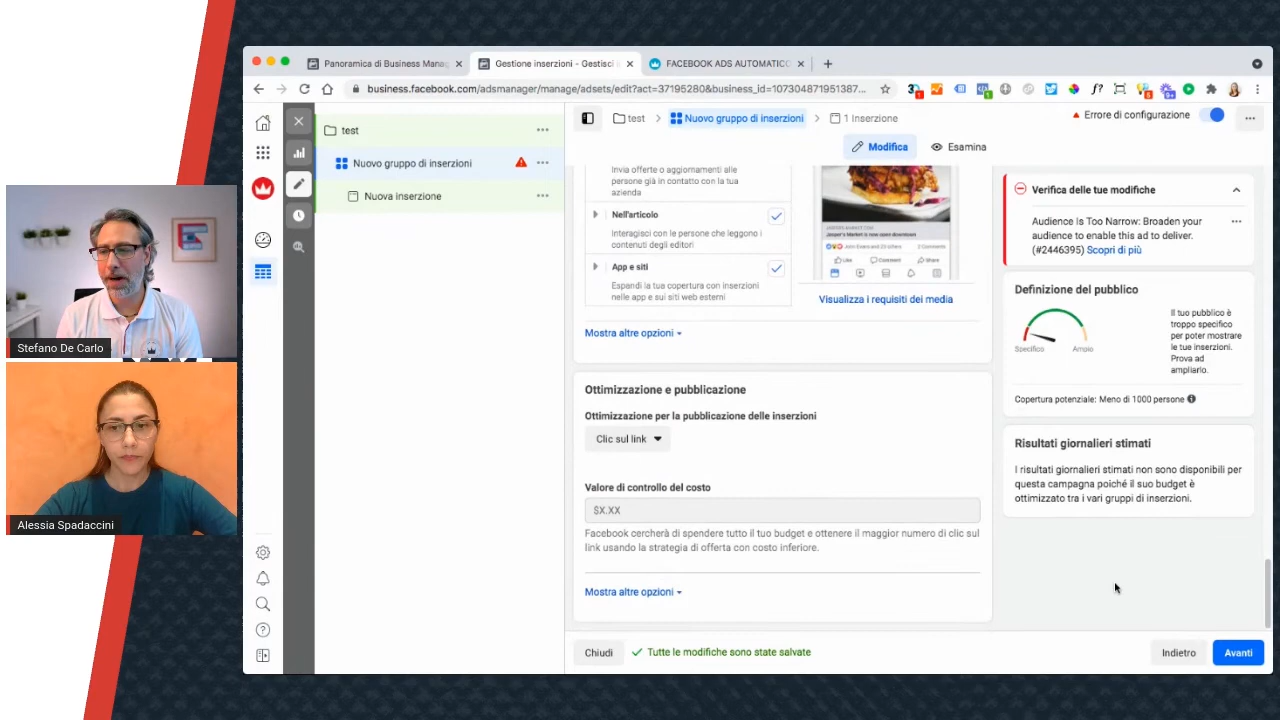 Panoramica di Business Manag
Gestione inserzioni - Gestisci
FACEBOOK ADS AUTOMATICO
business.facebook.com/adsmanager/manage/adsets/edit?act=37195280&business_id=107304871951387...
test
Nuovo gruppo di inserzioni
Nuova inserzione
test
Nuovo gruppo di inserzioni
1 Inserzione
Errore di configurazione
Modifica
Esamina
Invia offerte o aggiornamenti alle
persone già in contatto con la tua
azienda
Nell'articolo
Interagisci con le persone che leggono i
contenuti degli editori
App e siti
Espandi la tua copertura con inserzioni
nelle app e sui siti web esterni
Jasper's Market is now open downtown
Like
Comment
Share
Visualizza i requisiti dei media
Mostra altre opzioni
Ottimizzazione e pubblicazione
Ottimizzazione per la pubblicazione delle inserzioni
Clic sul link
Valore di controllo del costo
$X.XX
Facebook cercherà di spendere tutto il tuo budget e ottenere il maggior numero di clic sul
link usando la strategia di offerta con costo inferiore.
Mostra altre opzioni
Verifica delle tue modifiche
Audience Is Too Narrow: Broaden your
audience to enable this ad to deliver.
(#2446395) Scopri di più
Definizione del pubblico
Specifico
Ampio
Il tuo pubblico è
troppo specifico
per poter mostrare
le tue inserzioni.
Prova ad
ampliarlo.
Copertura potenziale: Meno di 1000 persone
Risultati giornalieri stimati
I risultati giornalieri stimati non sono disponibili per
questa campagna poiché il suo budget è
ottimizzato tra i vari gruppi di inserzioni.
Chiudi
Tutte le modifiche sono state salvate
Indietro
Avanti
Stefano De Carlo
Alessia Spadaccini